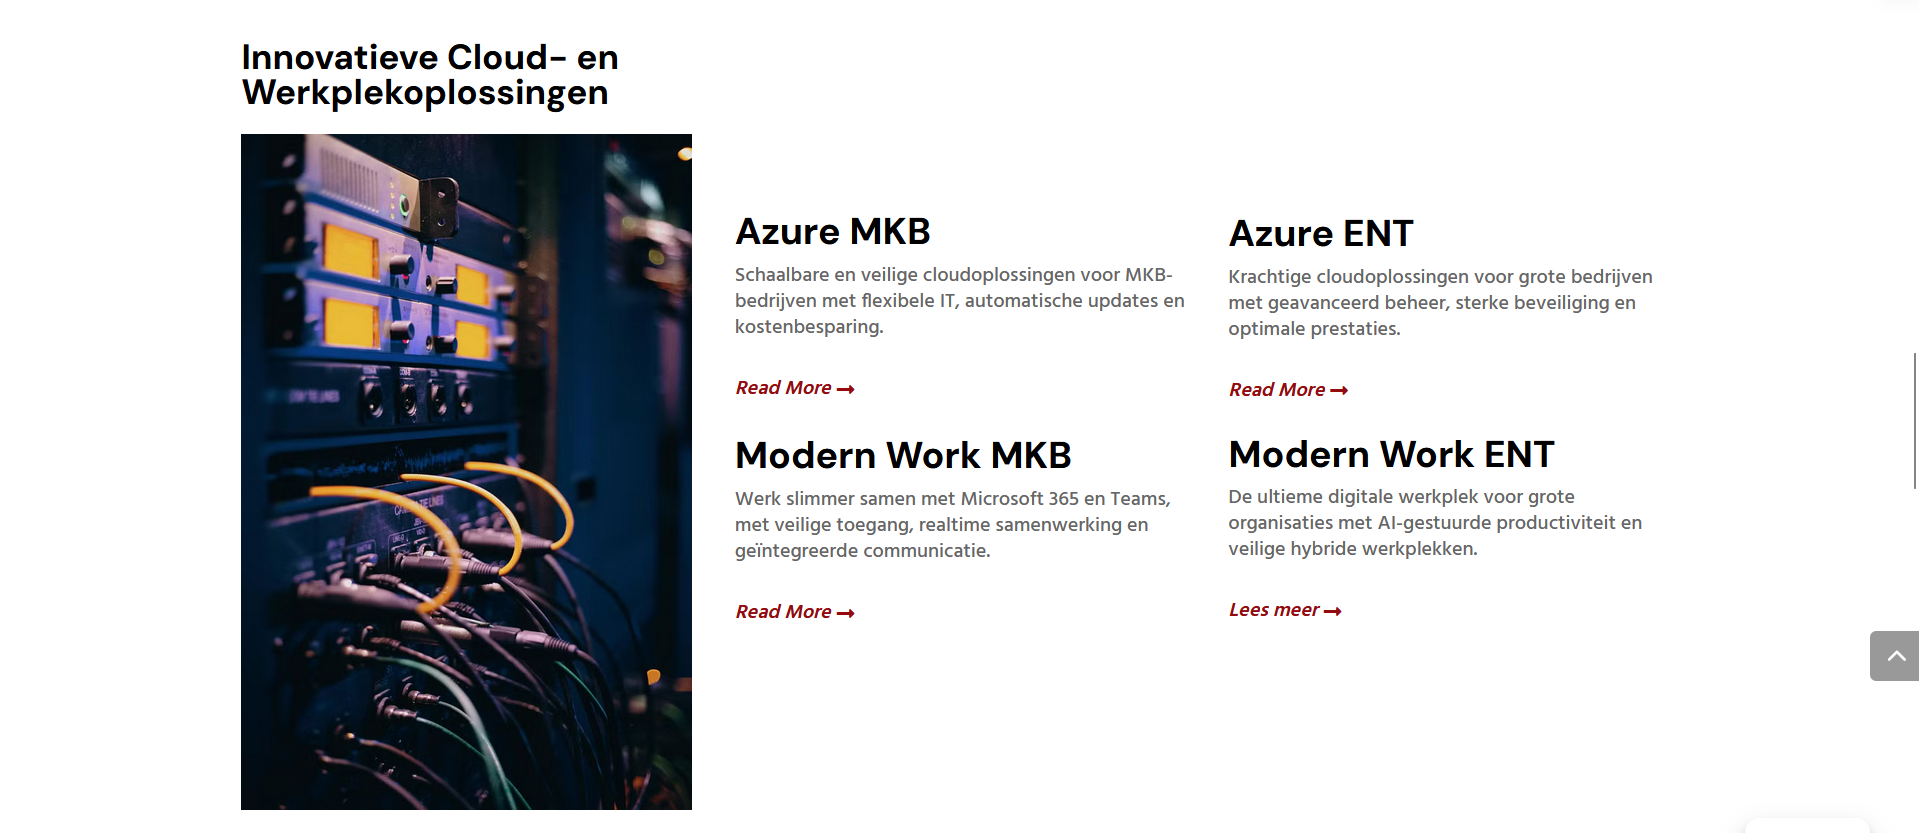 Innovatieve Cloud- en
Werkplekoplossingen
Azure MKB
Schaalbare en veilige cloudoplossingen voor MKB-
bedrijven met flexibele IT, automatische updates en
kostenbesparing.
Read More
Azure ENT
Krachtige cloudoplossingen voor grote bedrijven
met geavanceerd beheer, sterke beveiliging en
optimale prestaties.
Read More
Modern Work MKB
Werk slimmer samen met Microsoft 365 en Teams,
met veilige toegang, realtime samenwerking en
geïntegreerde communicatie.
Read More
Modern Work ENT
De ultieme digitale werkplek voor grote
organisaties met AI-gestuurde productiviteit en
veilige hybride werkplekken.
Lees meer